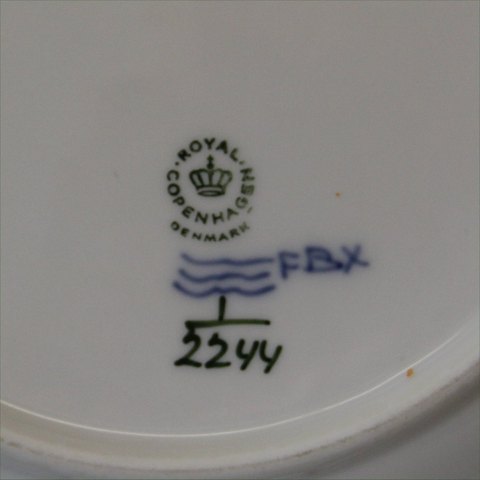 ROYAL
COPENHAGEN
DENMARK
FBX
1
2244